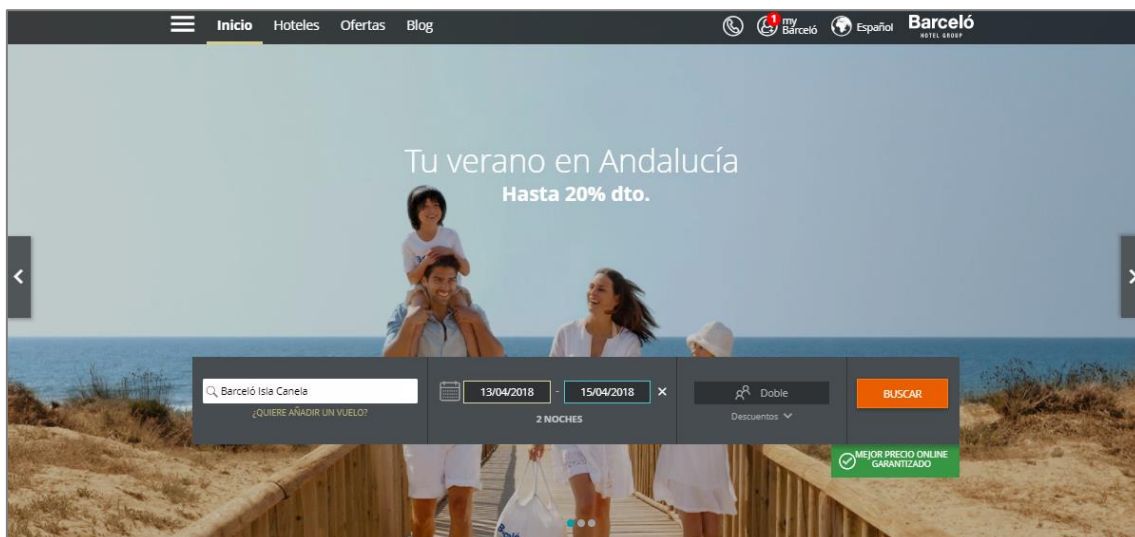 Inicio Hoteles Ofertas Blog
1
my
Barceló
Español
Barceló
HOTEL GROUP
Tu verano en Andalucía
Hasta 20% dto.
Barceló Isla Canela
¿QUIERE AÑADIR UN VUELO?
13/04/2018 - 15/04/2018 ×
2 NOCHES
Doble
Descuentos
BUSCAR
MEJOR PRECIO ONLINE
GARANTIZADO